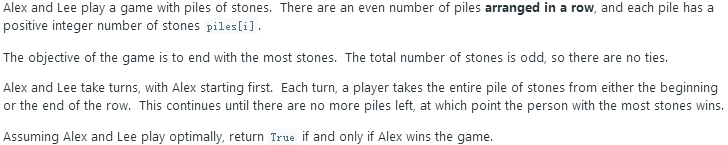 Alex and Lee play a game with piles of stones.  There are an even number of piles arranged in a row, and each pile has a
positive integer number of stones piles[i].
The objective of the game is to end with the most stones.  The total number of stones is odd, so there are no ties.
Alex and Lee take turns, with Alex starting first.  Each turn, a player takes the entire pile of stones from either the beginning
or the end of the row.  This continues until there are no more piles left, at which point the person with the most stones wins.
Assuming Alex and Lee play optimally, return True if and only if Alex wins the game.